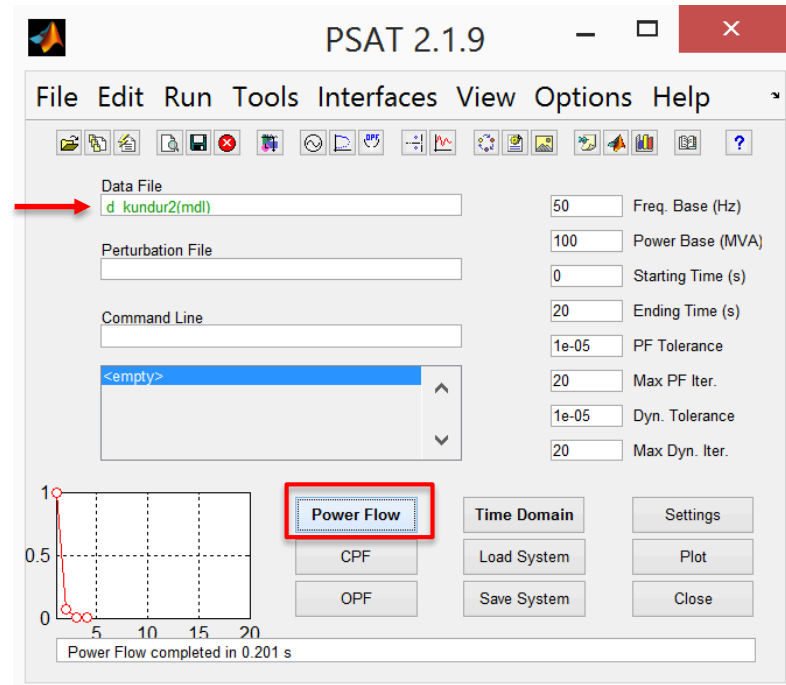 PSAT 2.1.9
File Edit Run Tools Interfaces View Options Help
OPF
?
Data File
d_kundur2(mdl)
Perturbation File
Command Line
<empty>
50 Freq. Base (Hz)
100 Power Base (MVA)
0 Starting Time (s)
20 Ending Time (s)
1e-05 PF Tolerance
20 Max PF Iter.
1e-05 Dyn. Tolerance
20 Max Dyn. Iter.
1
0.5
0
5 10 15 20
Power Flow Time Domain Settings
CPF Load System Plot
OPF Save System Close
Power Flow completed in 0.201 s